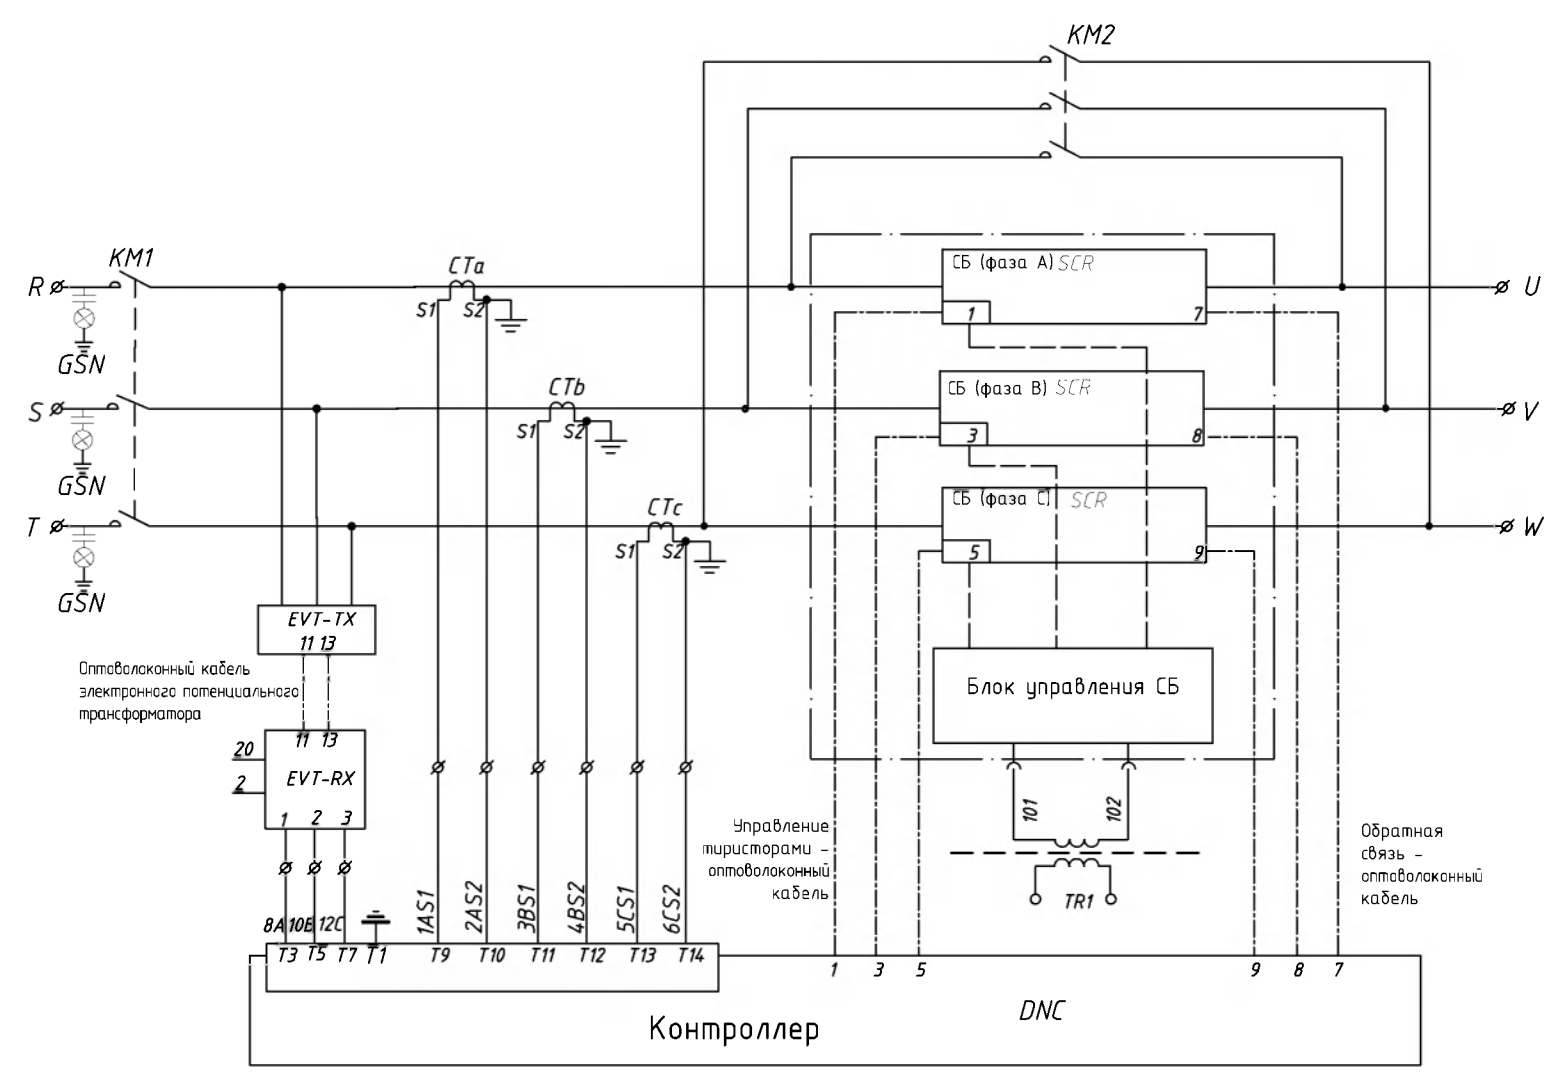 KM2
KM1
R
GSN
S
GSN
T
GSN
CTa
S1
S2
CTb
S1
S2
CTc
S1
S2
СБ (фаза А) SCR
1
7
СБ (фаза В) SCR
3
8
СБ (фаза С) SCR
5
9
U
V
W
EVT-TX
11 13
Оптоволоконный кабель
электронного потенциального
трансформатора
11 13
20
2
EVT-RX
1 2 3
Блок управления СБ
101
102
TR1
Управление
тиристорами -
оптоволоконный
кабель
Обратная
связь -
оптоволоконный
кабель
8A 10B 12C
1AS1
2AS2
3BS1
4BS2
5CS1
6CS2
T3 T5 T7 T1 T9 T10 T11 T12 T13 T14
1 3 5 9 8 7
DNC
Контроллер